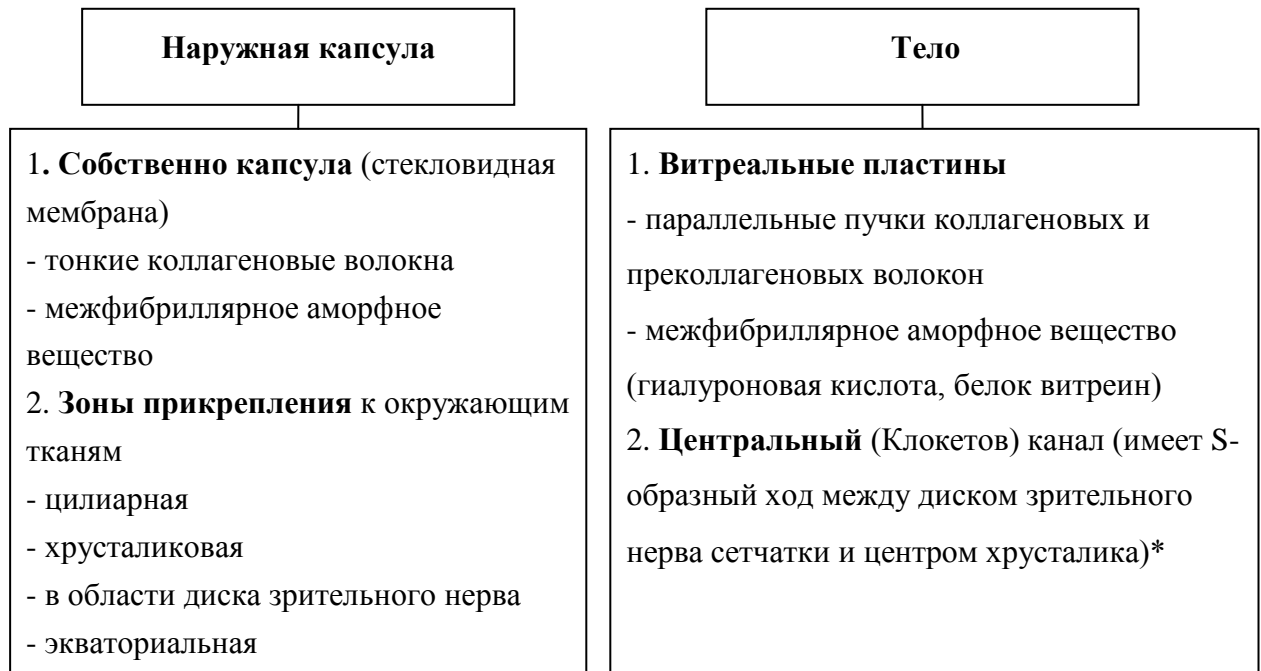 Наружная капсула
1. Собственно капсула (стекловидная
мембрана)
- тонкие коллагеновые волокна
- межфибриллярное аморфное
вещество
2. Зоны прикрепления к окружающим
тканям
- цилиарная
- хрусталиковая
- в области диска зрительного нерва
- экваториальная
Тело
1. Витреальные пластины
- параллельные пучки коллагеновых и
преколлагеновых волокон
- межфибриллярное аморфное вещество
(гиалуроновая кислота, белок витреин)
2. Центральный (Клокетов) канал (имеет S-
образный ход между диском зрительного
нерва сетчатки и центром хрусталика)*